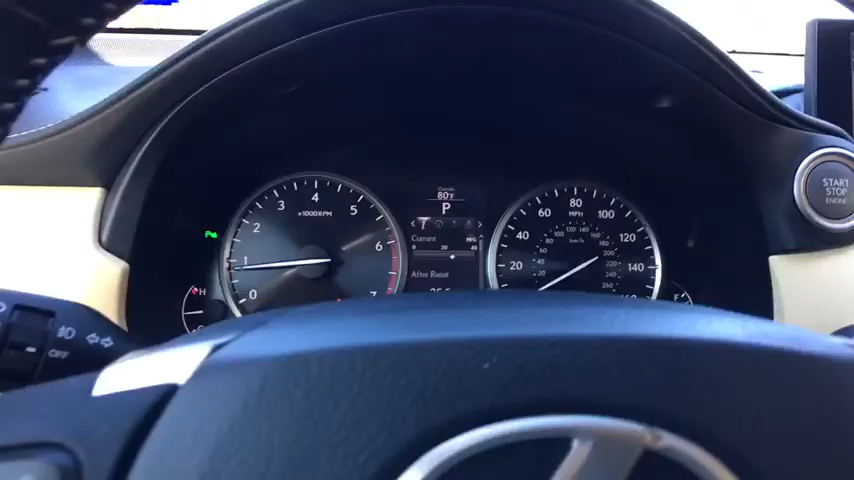 Outside
80°F
P
Current MPG
0 20 40
After Reset
0 1 2 3 4 5 6 7
x1000RPM
H
20 40 60 80 100 120 140
MPH
20 40 60 80 100 120 140 160 180 200 220 240 260
km/h
F
START
STOP
ENGINE
OFF